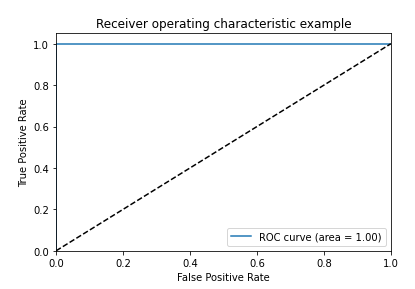 Receiver operating characteristic example
True Positive Rate
1.0
0.8
0.6
0.4
0.2
0.0
ROC curve (area = 1.00)
0.0 0.2 0.4 0.6 0.8 1.0
False Positive Rate